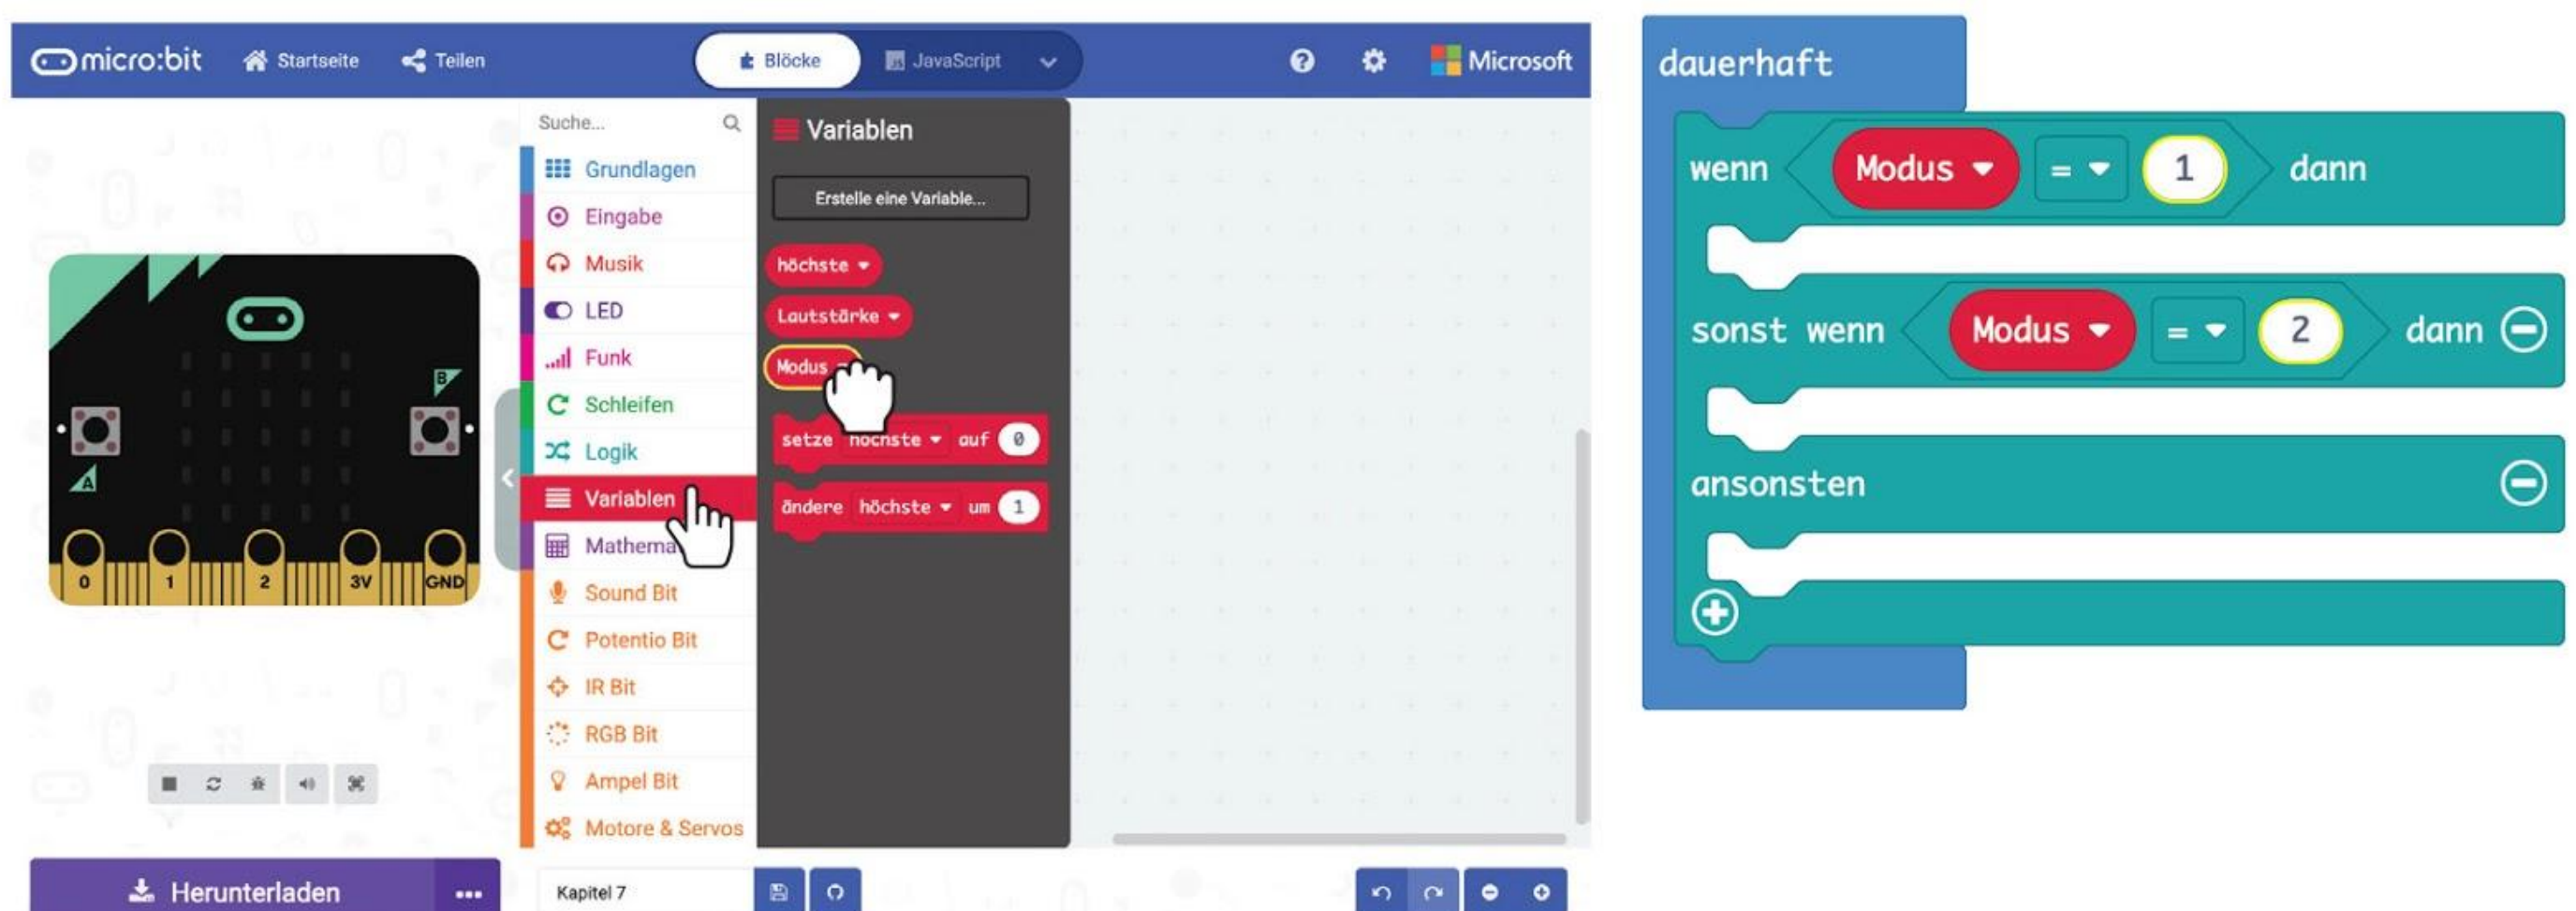 micro:bit Startseite Teilen Blöcke JavaScript ? Microsoft
Suche...
Grundlagen
Eingabe
Musik
LED
Funk
Schleifen
Logik
Variablen
Mathema
Sound Bit
Potentio Bit
IR Bit
RGB Bit
Ampel Bit
Motore & Servos
Variablen
Erstelle eine Variable...
höchste
Lautstärke
Modus
setze höchste auf 0
ändere höchste um 1
B
A
0 1 2 3V GND
Herunterladen ...
Kapitel 7
dauerhaft
wenn Modus = 1 dann
sonst wenn Modus = 2 dann
ansonsten